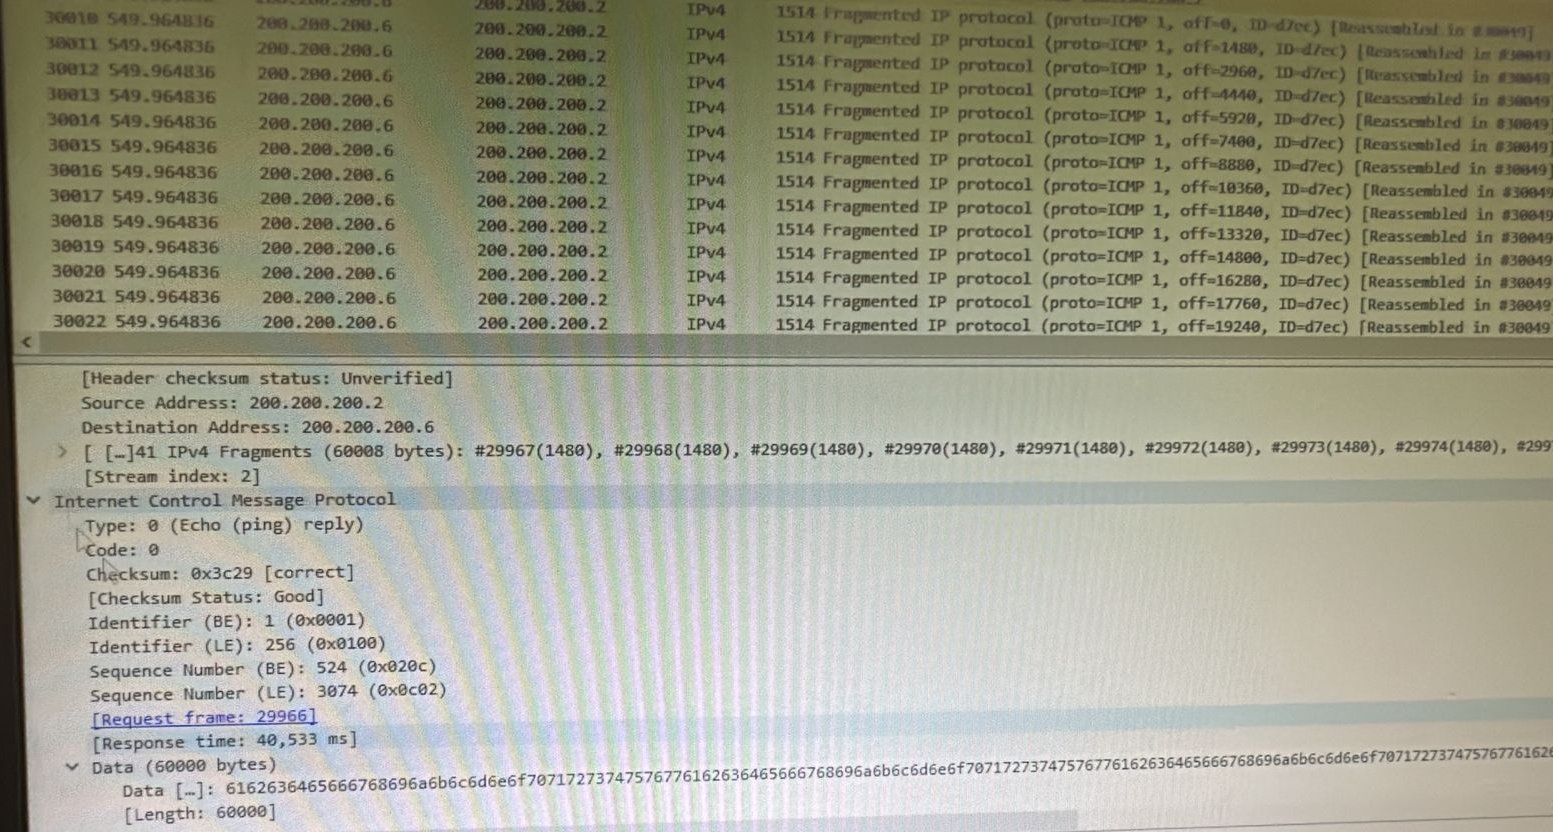 200.200.200.2
30010 549.964836 200.200.200.6 200.200.200.2 IPv4 1514 Fragmented IP protocol (proto=ICMP 1, off=0, ID=d7ec) [Reassembled in #30049]
30011 549.964836 200.200.200.6 200.200.200.2 IPv4 1514 Fragmented IP protocol (proto=ICMP 1, off=1480, ID=d7ec) [Reassembled in #30049
30012 549.964836 200.200.200.6 200.200.200.2 IPv4 1514 Fragmented IP protocol (proto=ICMP 1, off=2960, ID=d7ec) [Reassembled in #30049
30013 549.964836 200.200.200.6 200.200.200.2 IPv4 1514 Fragmented IP protocol (proto=ICMP 1, off=4440, ID=d7ec) [Reassembled in #30049
30014 549.964836 200.200.200.6 200.200.200.2 IPv4 1514 Fragmented IP protocol (proto=ICMP 1, off=5920, ID=d7ec) [Reassembled in #30049]
30015 549.964836 200.200.200.6 200.200.200.2 IPv4 1514 Fragmented IP protocol (proto=ICMP 1, off=7400, ID=d7ec) [Reassembled in #30049]
30016 549.964836 200.200.200.6 200.200.200.2 IPv4 1514 Fragmented IP protocol (proto=ICMP 1, off=8880, ID=d7ec) [Reassembled in #30049]
30017 549.964836 200.200.200.6 200.200.200.2 IPv4 1514 Fragmented IP protocol (proto=ICMP 1, off=10360, ID=d7ec) [Reassembled in #30049
30018 549.964836 200.200.200.6 200.200.200.2 IPv4 1514 Fragmented IP protocol (proto=ICMP 1, off=11840, ID=d7ec) [Reassembled in #30049
30019 549.964836 200.200.200.6 200.200.200.2 IPv4 1514 Fragmented IP protocol (proto=ICMP 1, off=13320, ID=d7ec) [Reassembled in #30049
30020 549.964836 200.200.200.6 200.200.200.2 IPv4 1514 Fragmented IP protocol (proto=ICMP 1, off=14800, ID=d7ec) [Reassembled in #30049
30021 549.964836 200.200.200.6 200.200.200.2 IPv4 1514 Fragmented IP protocol (proto=ICMP 1, off=16280, ID=d7ec) [Reassembled in #30049
30022 549.964836 200.200.200.6 200.200.200.2 IPv4 1514 Fragmented IP protocol (proto=ICMP 1, off=17760, ID=d7ec) [Reassembled in #30049
1514 Fragmented IP protocol (proto=ICMP 1, off=19240, ID=d7ec) [Reassembled in #30049
[Header checksum status: Unverified]
Source Address: 200.200.200.2
Destination Address: 200.200.200.6
[ […]41 IPv4 Fragments (60008 bytes): #29967(1480), #29968(1480), #29969(1480), #29970(1480), #29971(1480), #29972(1480), #29973(1480), #29974(1480), #299
[Stream index: 2]
Internet Control Message Protocol
Type: 0 (Echo (ping) reply)
Code: 0
Checksum: 0x3c29 [correct]
[Checksum Status: Good]
Identifier (BE): 1 (0x0001)
Identifier (LE): 256 (0x0100)
Sequence Number (BE): 524 (0x020c)
Sequence Number (LE): 3074 (0x0c02)
[Request frame: 29966]
[Response time: 40,533 ms]
Data (60000 bytes)
Data […]: 6162636465666768696a6b6c6d6e6f70717273747576776162636465666768696a6b6c6d6e6f70717273747576776162636465666768696a6b6c6d6e6f70717273747576776162
[Length: 60000]